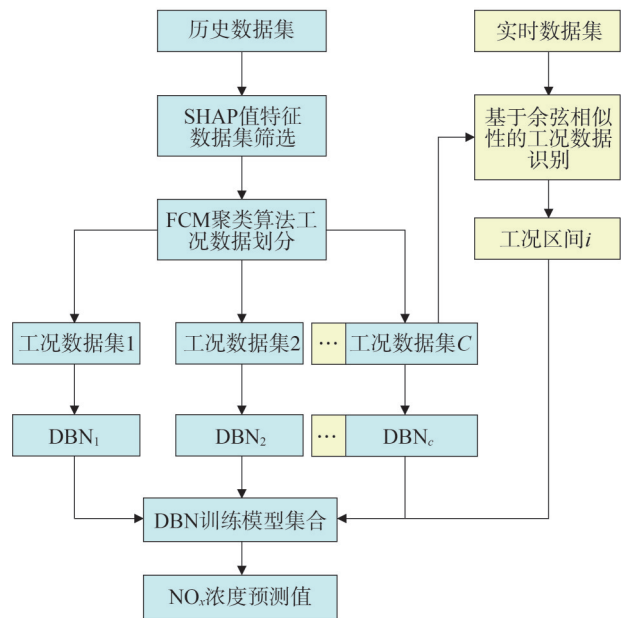 历史数据集
实时数据集
SHAP值特征
数据集筛选
基于余弦相似
性的工况数据
识别
FCM聚类算法工
况数据划分
工况区间i
工况数据集1
工况数据集2
… 工况数据集C
DBN₁
DBN₂
… DBNc
DBN训练模型集合
NOx浓度预测值